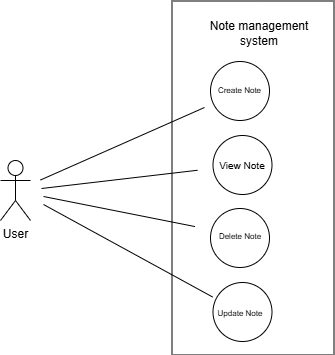 Note management
system
Create Note
View Note
User
Delete Note
Update Note